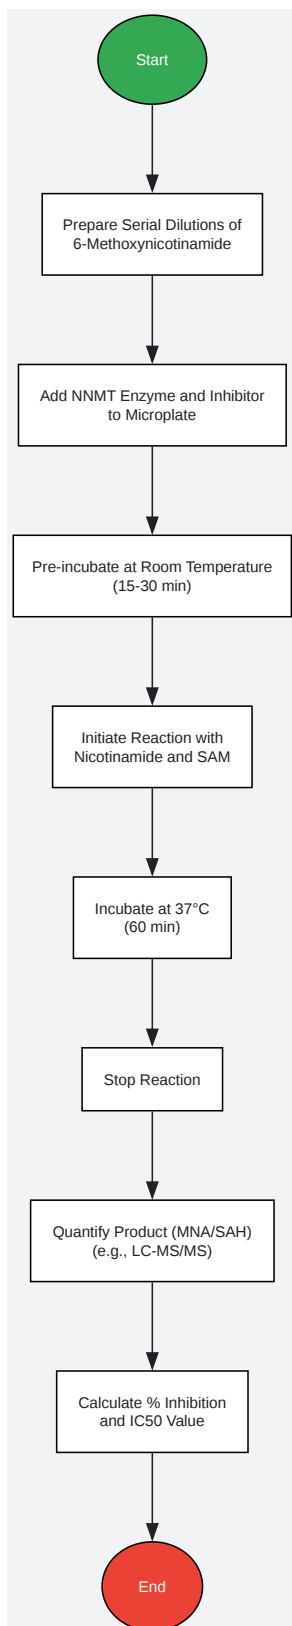 Start
Prepare Serial Dilutions of
6-Methoxynicotinamide
Add NNMT Enzyme and Inhibitor
to Microplate
Pre-incubate at Room Temperature
(15-30 min)
Initiate Reaction with
Nicotinamide and SAM
Incubate at 37°C
(60 min)
Stop Reaction
Quantify Product (MNA/SAH)
(e.g., LC-MS/MS)
Calculate % Inhibition
and IC50 Value
End